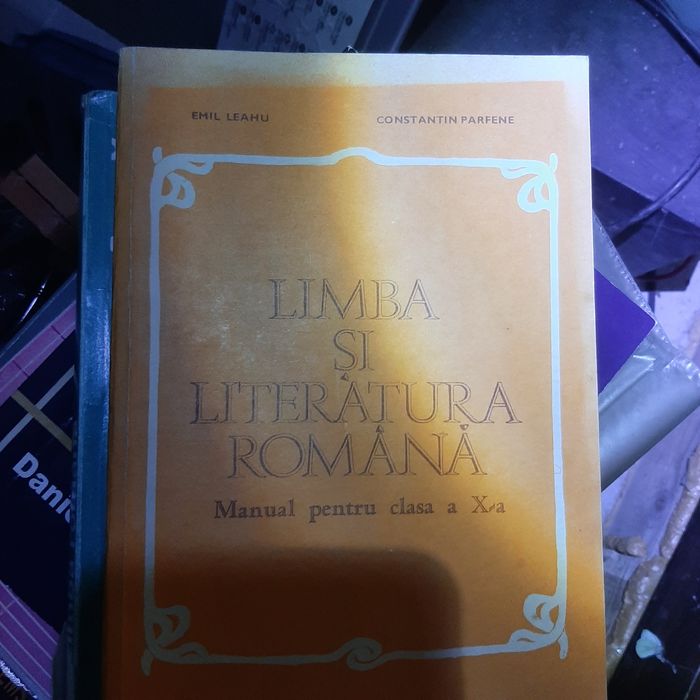 EMIL LEAHU
CONSTANTIN PARFENE
LIMBA
ȘI
LITERATURA
ROMÂNĂ
Manual pentru clasa a X-a